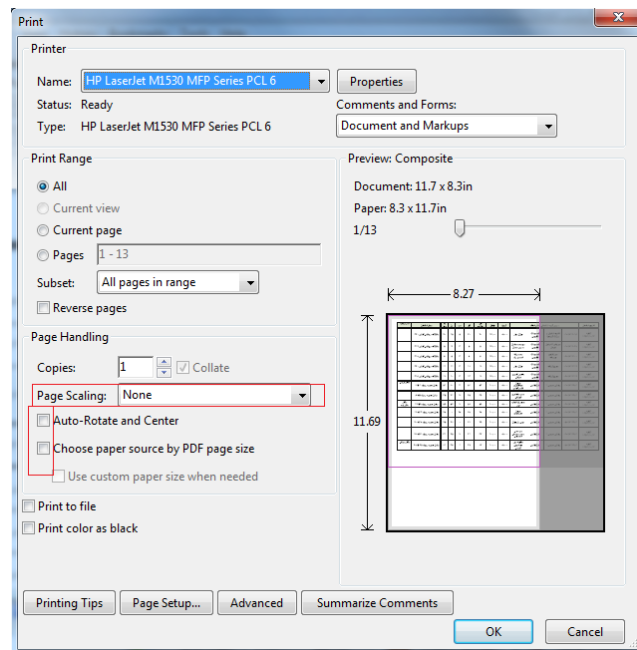 Print
Printer
Name: HP LaserJet M1530 MFP Series PCL 6 Properties
Status: Ready Comments and Forms:
Type: HP LaserJet M1530 MFP Series PCL 6 Document and Markups
Print Range
All
Current view
Current page
Pages 1 - 13
Subset: All pages in range
Reverse pages
Page Handling
Copies: 1 Collate
Page Scaling: None
Auto-Rotate and Center
Choose paper source by PDF page size
Use custom paper size when needed
Print to file
Print color as black
Preview: Composite
Document: 11.7 x 8.3in
Paper: 8.3 x 11.7in
1/13
8.27
11.69
Printing Tips Page Setup... Advanced Summarize Comments
OK Cancel